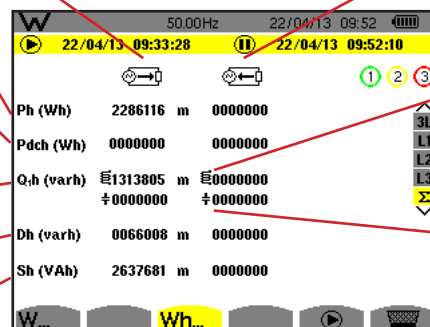 W 50.00Hz 22/04/13 09:52
22/04/13 09:33:28 22/04/13 09:52:10
1 2 3
Ph (Wh) 2286116 m 0000000
3L
Pdch (Wh) 0000000 0000000
L1
L2
Q₁h (varh) 1313805 m 0000000
L3
÷0000000 ÷0000000
Σ
Dh (varh) 0066008 m 0000000
Sh (VAh) 2637681 m 0000000
W... Wh...